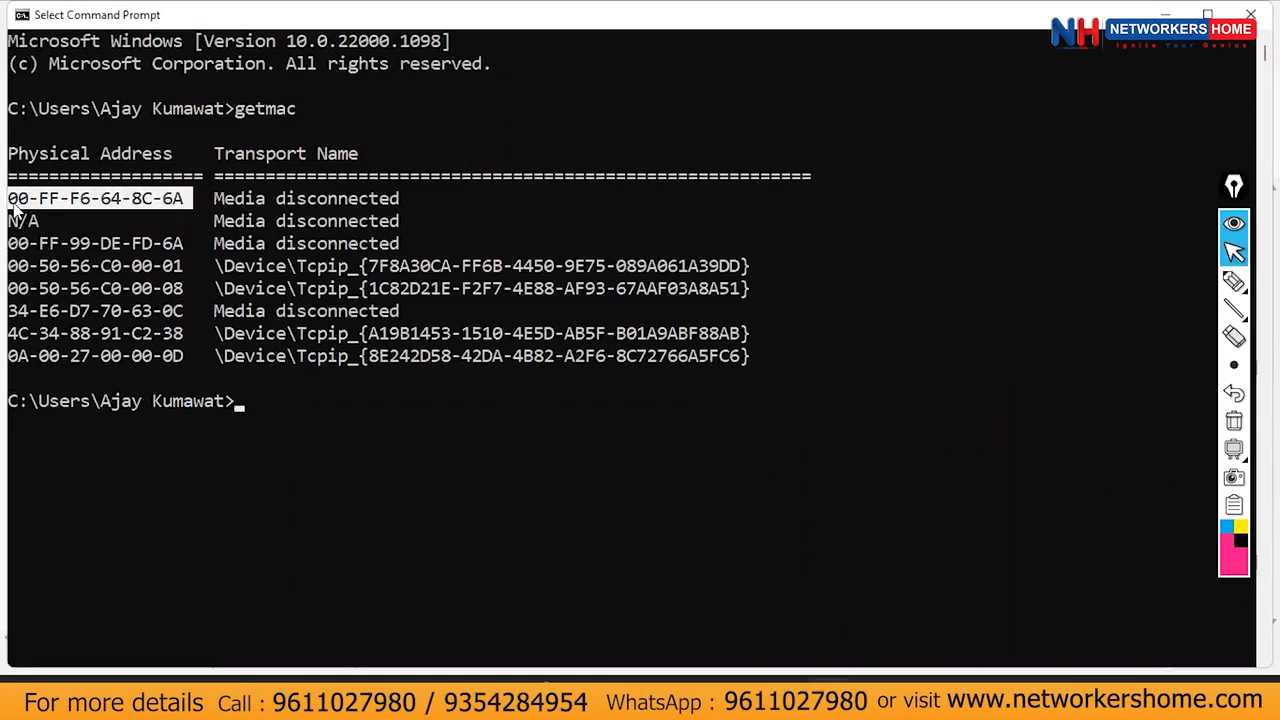 Select Command Prompt
NH NETWORKERS HOME
Ignite Your Genius
Microsoft Windows [Version 10.0.22000.1098]
(c) Microsoft Corporation. All rights reserved.
C:\Users\Ajay Kumawat>getmac
Physical Address    Transport Name
=================== ==========================================================
00-FF-F6-64-8C-6A   Media disconnected
N/A                 Media disconnected
00-FF-99-DE-FD-6A   Media disconnected
00-50-56-C0-00-01   \Device\Tcpip_{7F8A30CA-FF6B-4450-9E75-089A061A39DD}
00-50-56-C0-00-08   \Device\Tcpip_{1C82D21E-F2F7-4E88-AF93-67AAF03A8A51}
34-E6-D7-70-63-0C   Media disconnected
4C-34-88-91-C2-38   \Device\Tcpip_{A19B1453-1510-4E5D-AB5F-B01A9ABF88AB}
0A-00-27-00-00-0D   \Device\Tcpip_{8E242D58-42DA-4B82-A2F6-8C72766A5FC6}
C:\Users\Ajay Kumawat>
For more details Call : 9611027980 / 9354284954 WhatsApp : 9611027980 or visit www.networkershome.com